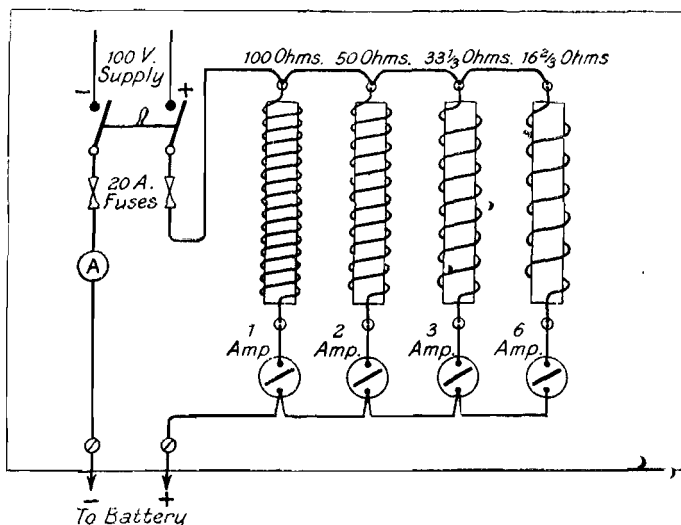 100 V.
Supply
- +
100 Ohms. 50 Ohms. 33⅓ Ohms. 16⅔ Ohms
20 A.
Fuses
A
1 Amp.
2 Amp.
3 Amp.
6 Amp.
- +
To Battery